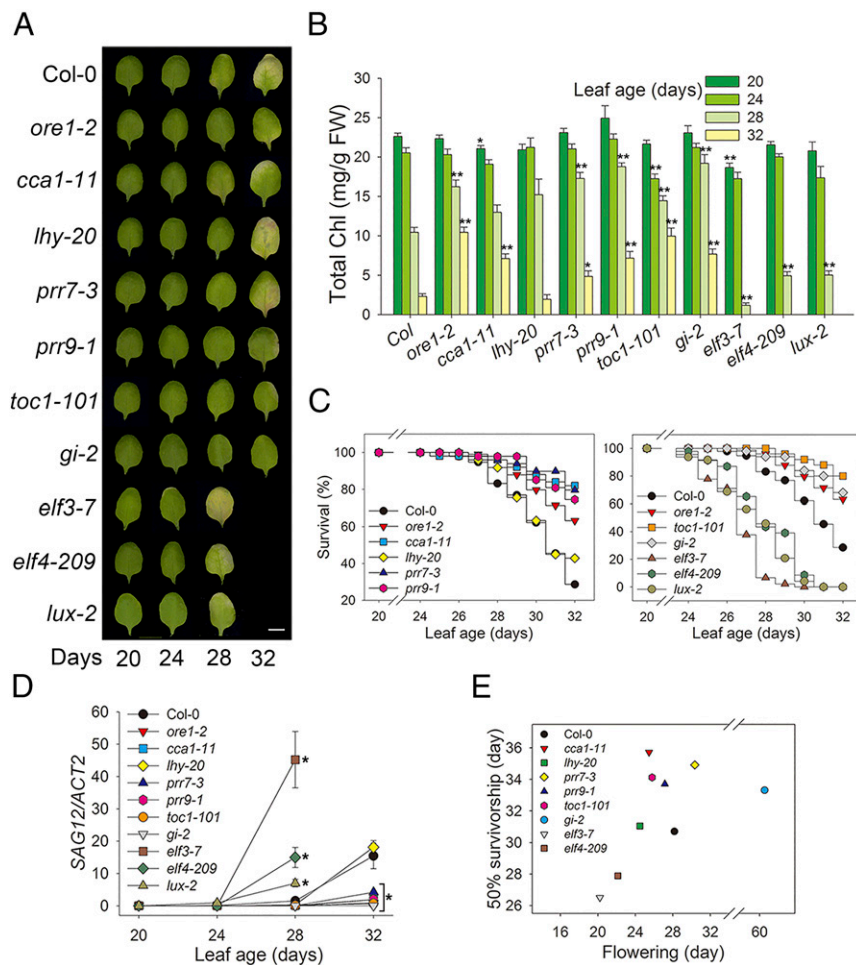 A
Col-0
ore1-2
cca1-11
lhy-20
prr7-3
prr9-1
toc1-101
gi-2
elf3-7
elf4-209
lux-2
Days 20 24 28 32
B
Leaf age (days)
20
24
28
32
Total Chl (mg/g FW)
30
25
20
15
10
5
0
* ** ** ** ** ** * ** ** ** ** ** ** ** ** ** ** ** **
Col ore1-2 cca1-11 lhy-20 prr7-3 prr9-1 toc1-101 gi-2 elf3-7 elf4-209 lux-2
C
Survival (%)
100
80
60
40
20
Col-0
ore1-2
cca1-11
lhy-20
prr7-3
prr9-1
20 24 26 28 30 32
Leaf age (days)
100
80
60
40
20
0
Col-0
ore1-2
toc1-101
gi-2
elf3-7
elf4-209
lux-2
20 24 26 28 30 32
Leaf age (days)
D
SAG12/ACT2
60
50
40
30
20
10
0
Col-0
ore1-2
cca1-11
lhy-20
prr7-3
prr9-1
toc1-101
gi-2
elf3-7
elf4-209
lux-2
*
*
*
*
20 24 28 32
Leaf age (days)
E
50% survivorship (day)
36
34
32
30
28
26
Col-0
cca1-11
lhy-20
prr7-3
prr9-1
toc1-101
gi-2
elf3-7
elf4-209
16 20 24 28 32 60
Flowering (day)